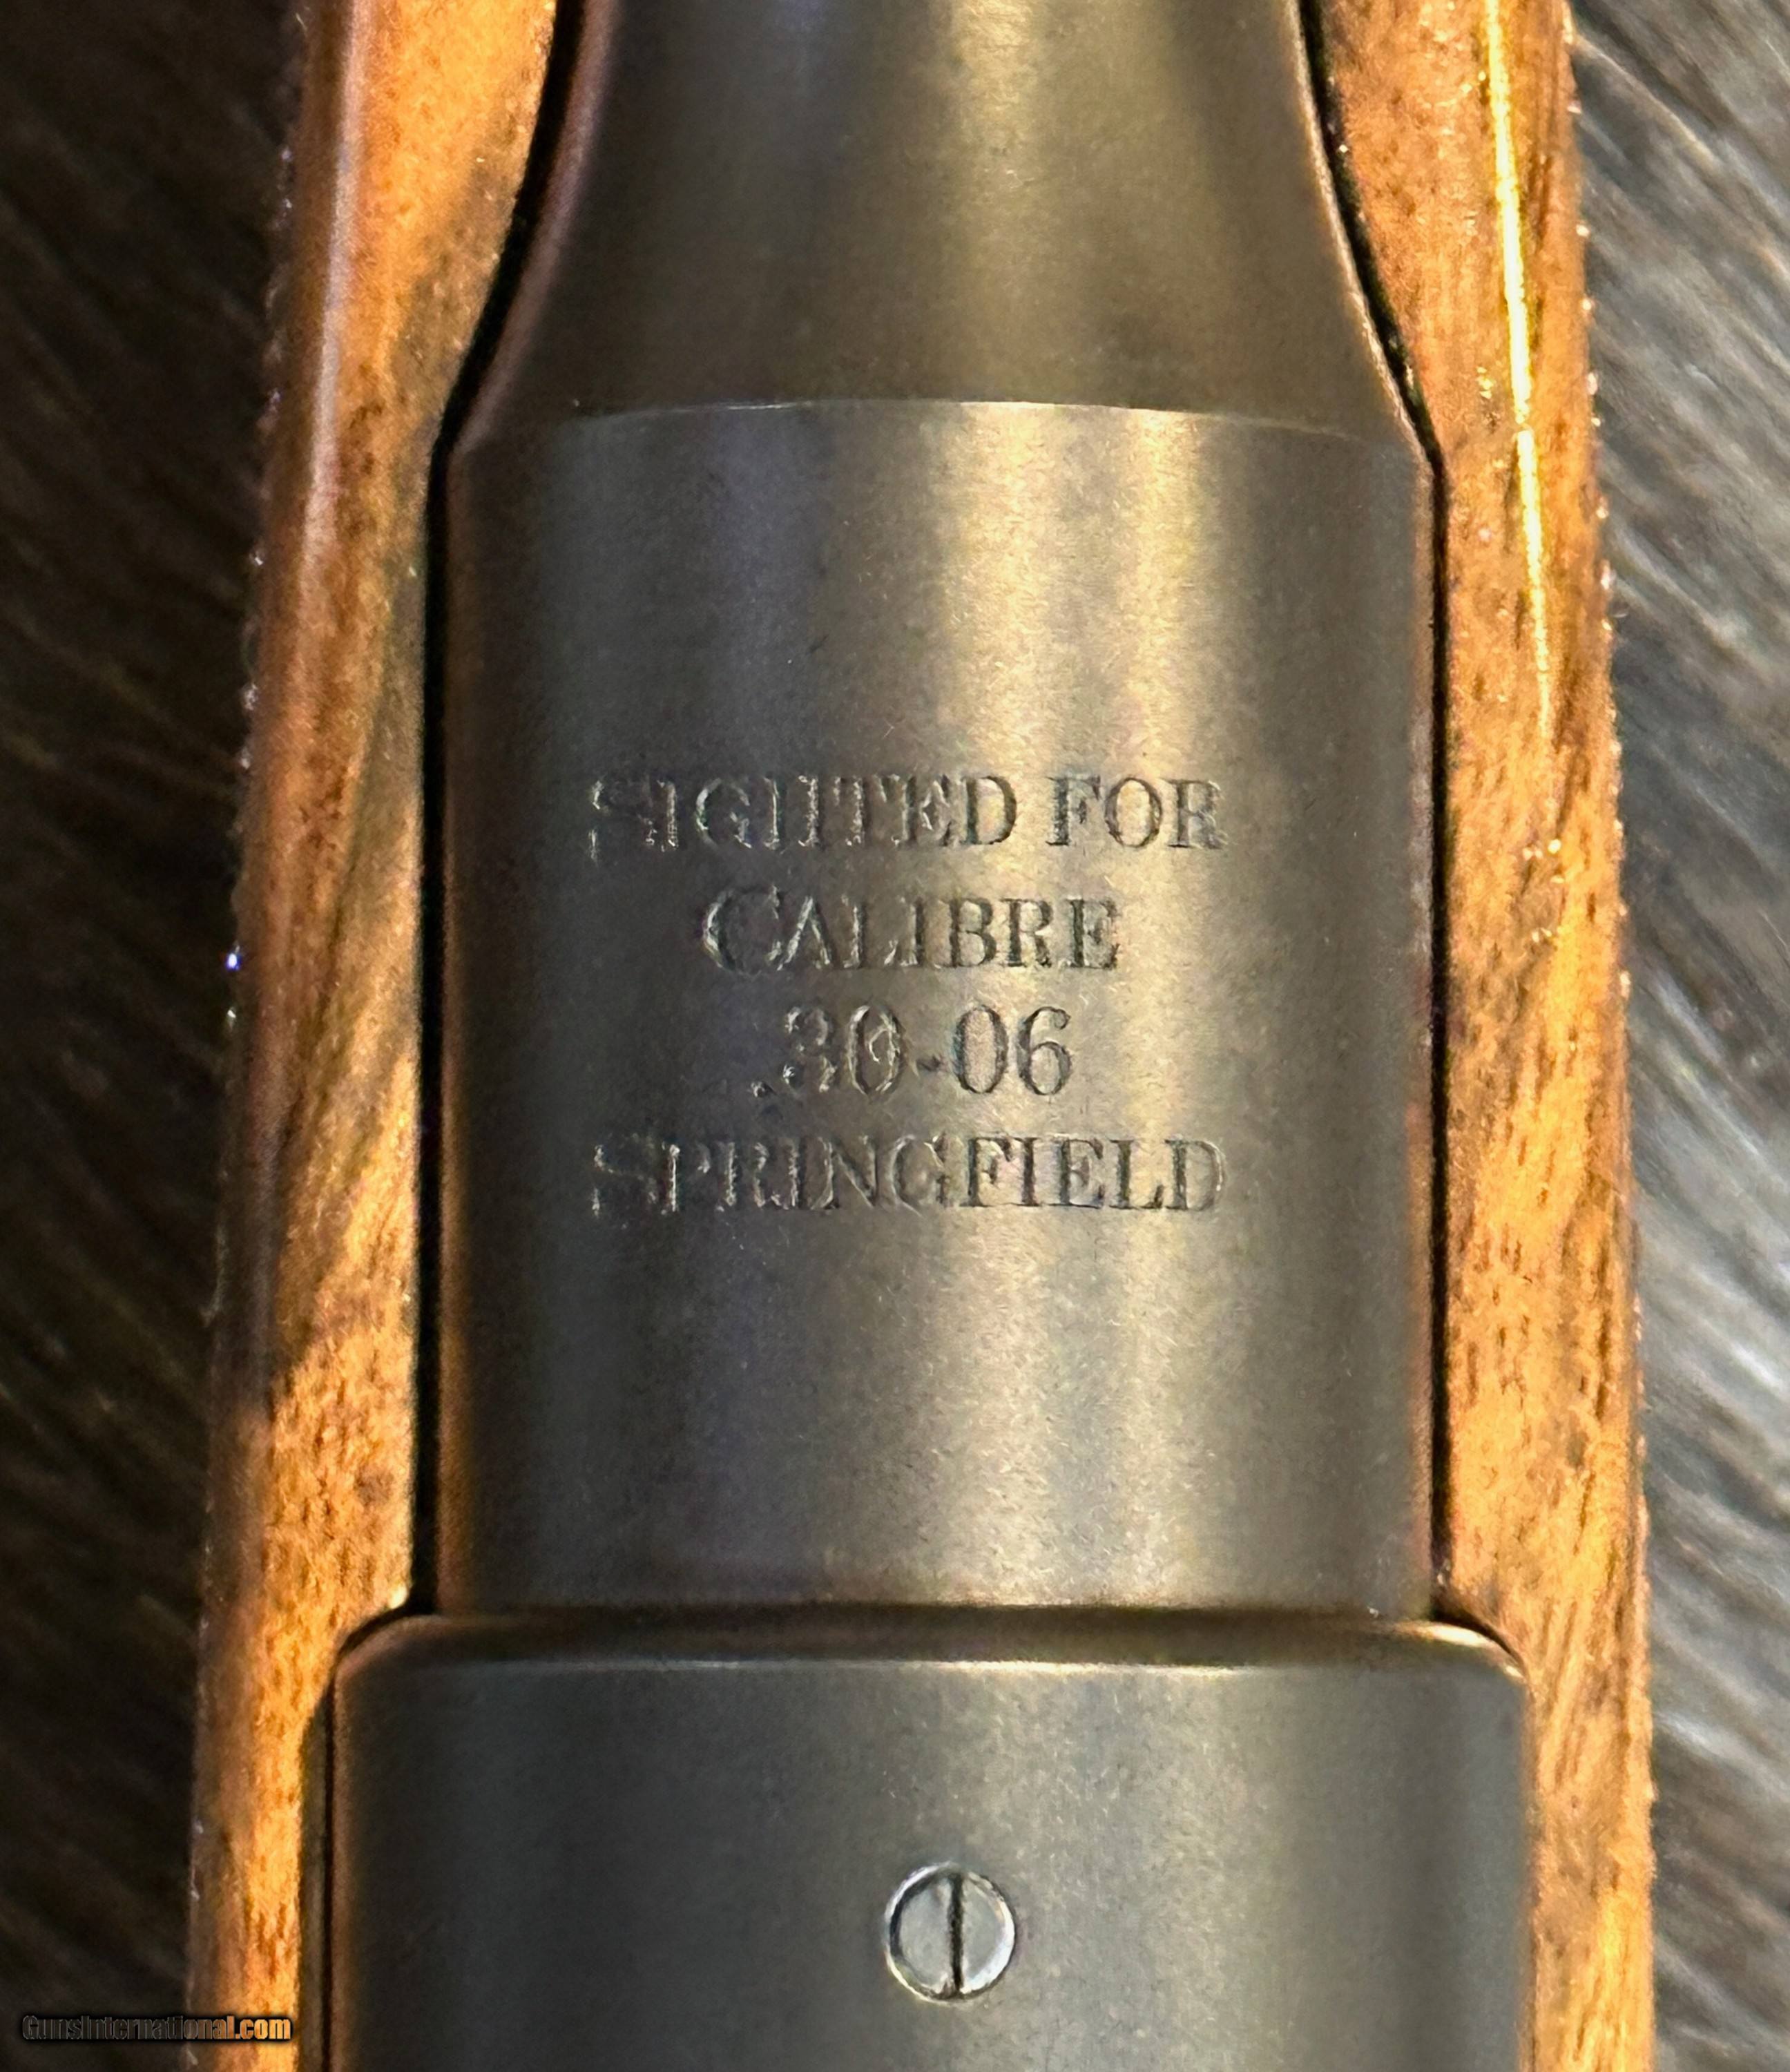 SIGHTED FOR
CALIBRE
.30-06
SPRINGFIELD
GunsInternational.com